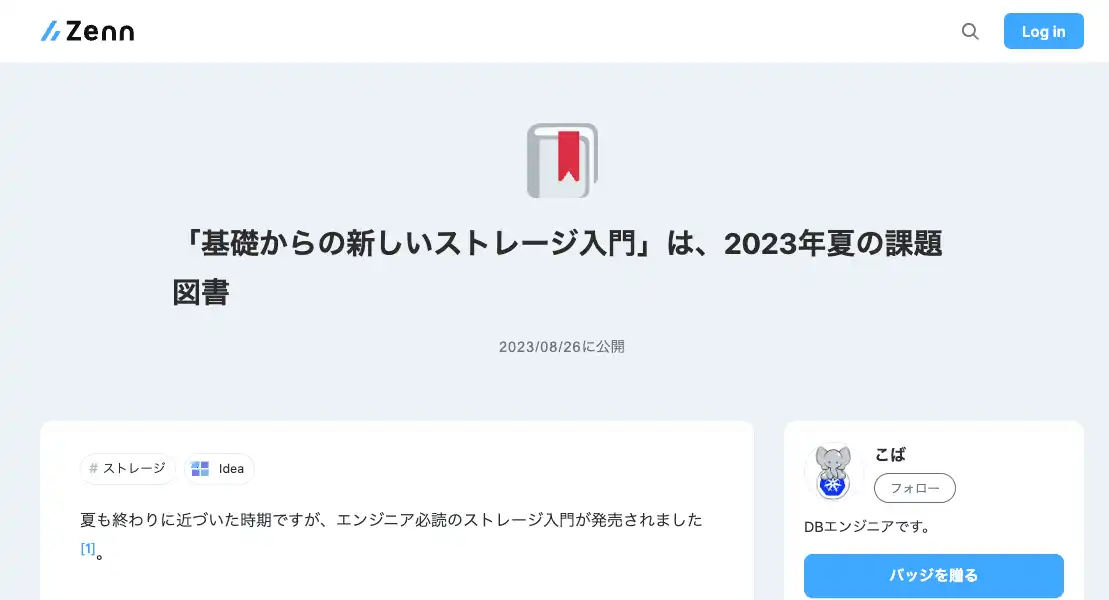 Zenn
Log in
「基礎からの新しいストレージ入門」は、2023年夏の課題
図書
2023/08/26に公開
# ストレージ
Idea
夏も終わりに近づいた時期ですが、エンジニア必読のストレージ入門が発売されました
[1]。
こば
フォロー
DBエンジニアです。
バッジを贈る